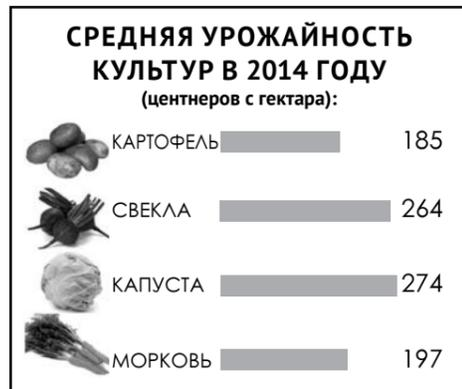 СРЕДНЯЯ УРОЖАЙНОСТЬ
КУЛЬТУР В 2014 ГОДУ
(центнеров с гектара):
КАРТОФЕЛЬ 185
СВЕКЛА 264
КАПУСТА 274
МОРКОВЬ 197